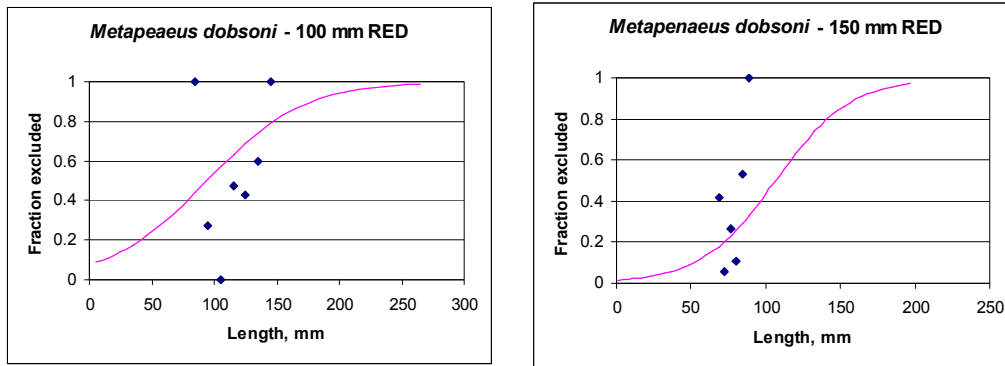 Metapeaeus dobsoni - 100 mm RED
Fraction excluded
1
0.8
0.6
0.4
0.2
0
0 50 100 150 200 250 300
Length, mm
Metapenaeus dobsoni - 150 mm RED
Fraction excluded
1
0.8
0.6
0.4
0.2
0
0 50 100 150 200 250
Length, mm